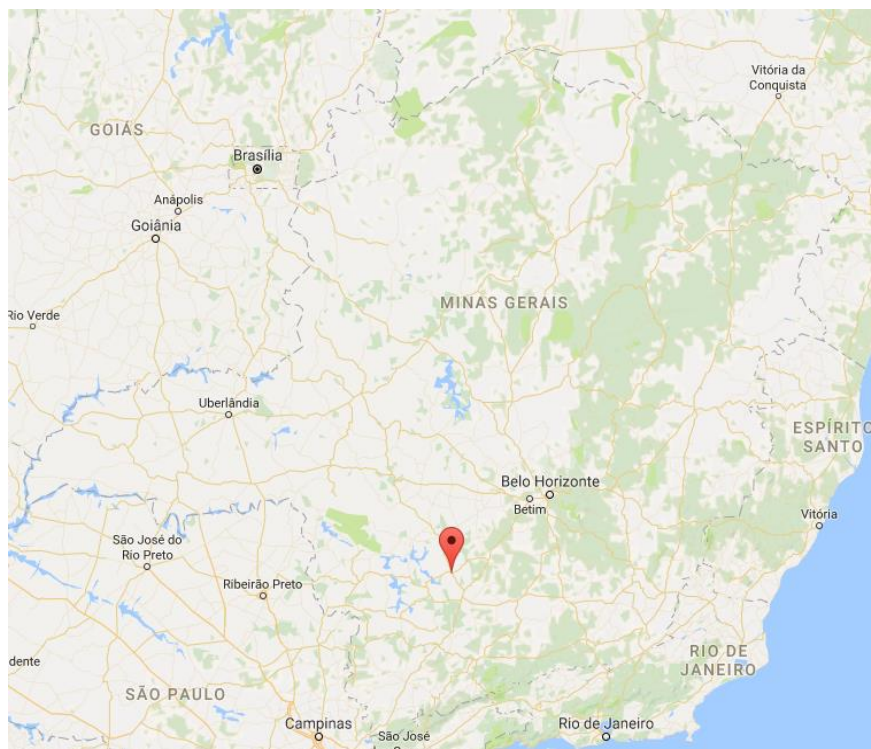 Vitória da
Conquista
GOIÁS
Brasília
Anápolis
Goiânia
MINAS GERAIS
Rio Verde
Uberlândia
ESPÍRITO
SANTO
Belo Horizonte
Betim
Vitória
São José do
Rio Preto
Ribeirão Preto
RIO DE
JANEIRO
dente
SÃO PAULO
Campinas
São José
Rio de Janeiro